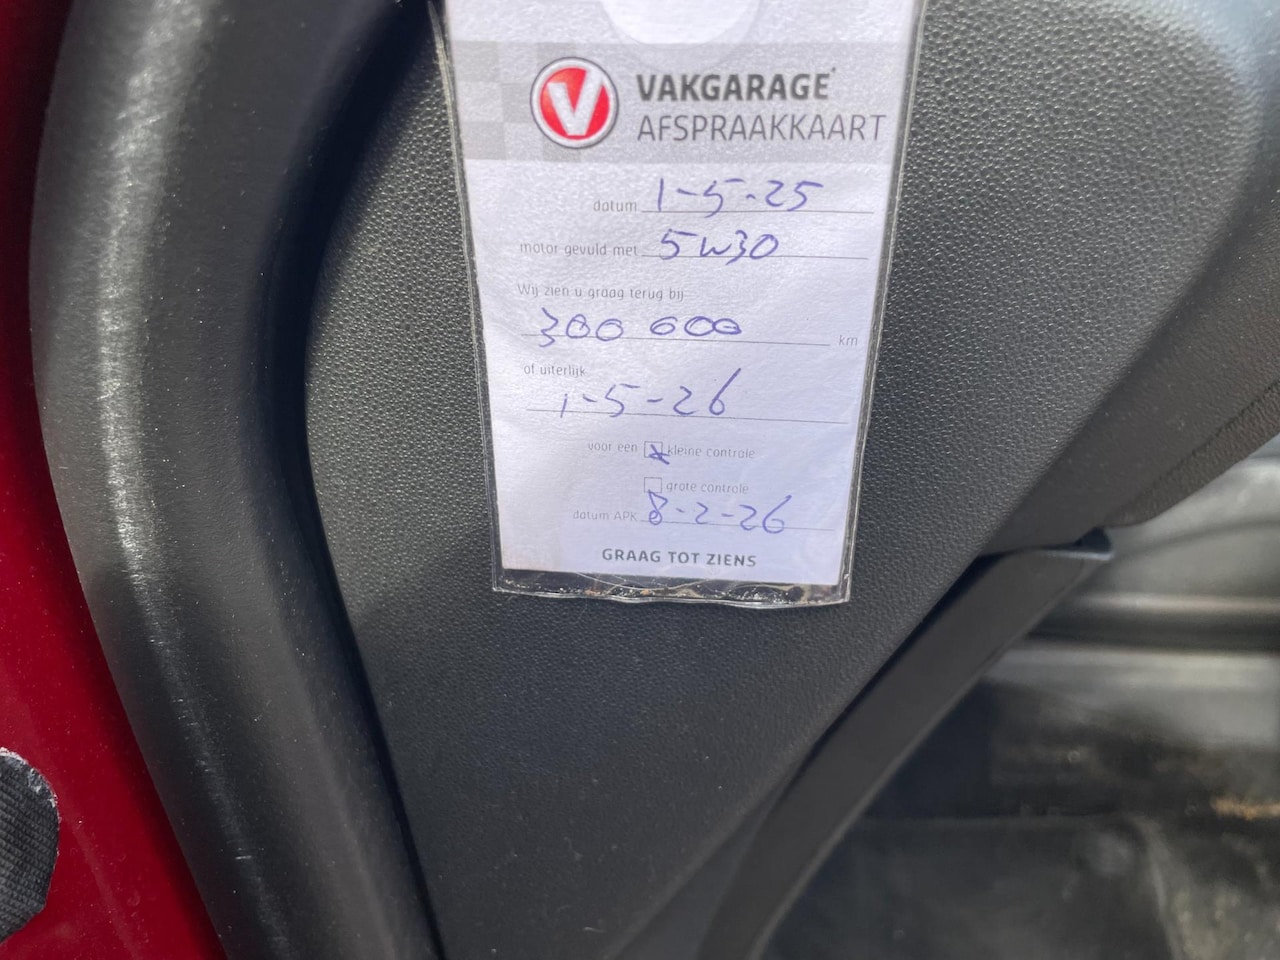 V VAKGARAGE
AFSPRAAKKAART
datum 1-5-25
motor gevuld met 5W30
Wij zien u graag terug bij
300 000 km
of uiterlijk
1-5-26
voor een x kleine controle
grote controle
datum APK 8-2-26
GRAAG TOT ZIENS